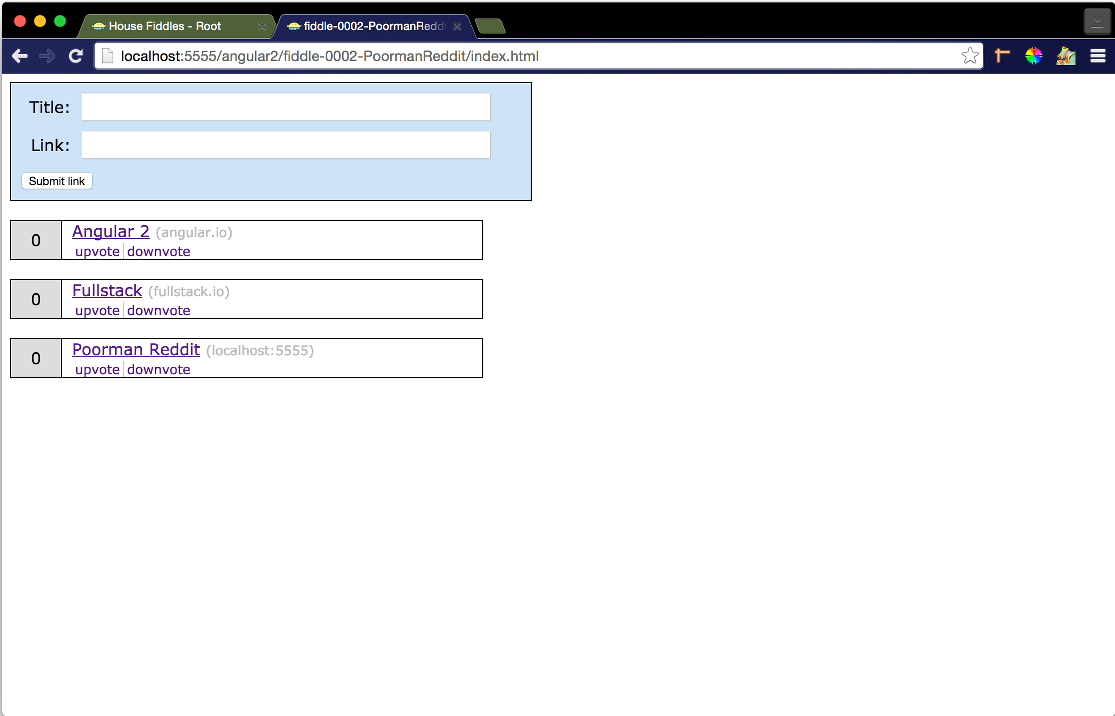 House Fiddles - Root
fiddle-0002-PoormanReddi
localhost:5555/angular2/fiddle-0002-PoormanReddit/index.html
Title:
Link:
Submit link
0 Angular 2 (angular.io)
upvote downvote
0 Fullstack (fullstack.io)
upvote downvote
0 Poorman Reddit (localhost:5555)
upvote downvote